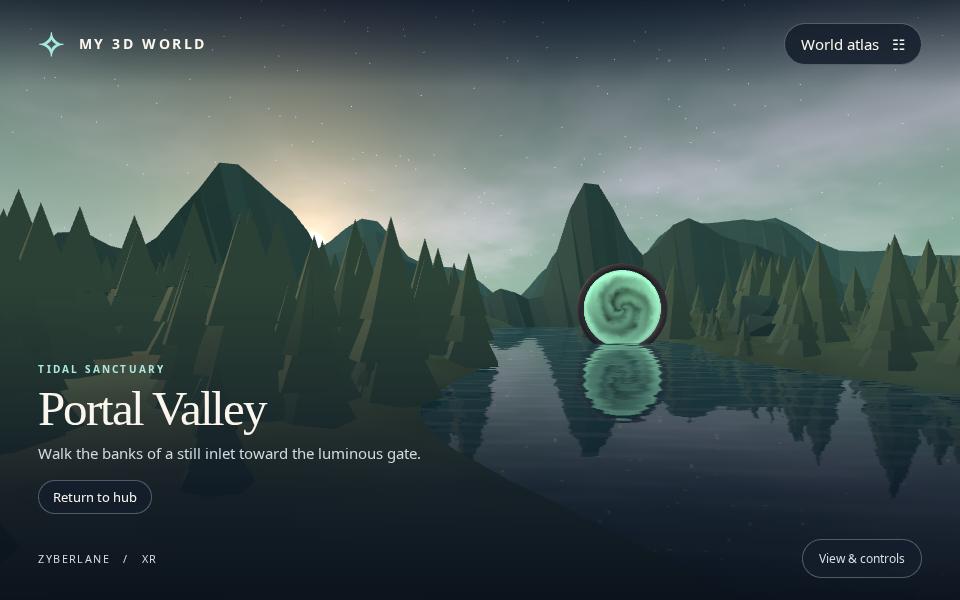 MY 3D WORLD
World atlas
TIDAL SANCTUARY
Portal Valley
Walk the banks of a still inlet toward the luminous gate.
Return to hub
ZYBERLANE / XR
View & controls